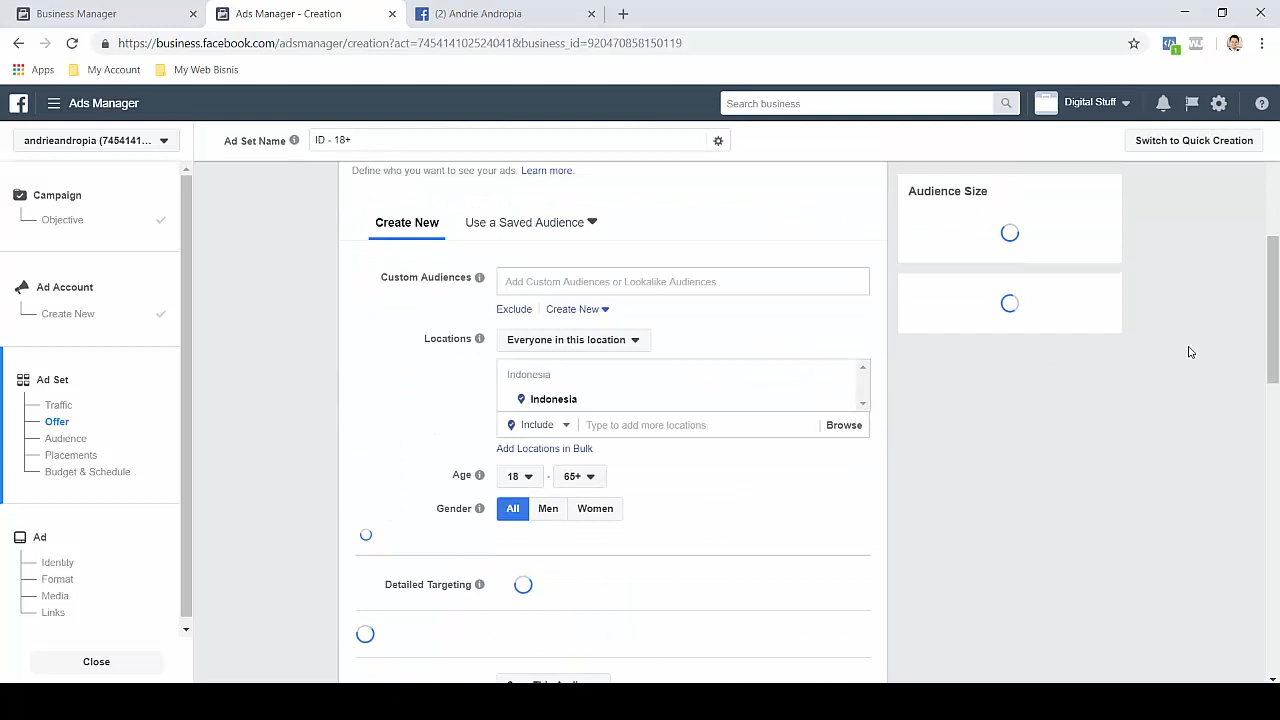 Business Manager
Ads Manager - Creation
(2) Andrie Andropia
https://business.facebook.com/adsmanager/creation?act=745414102524041&business_id=920470858150119
Apps
My Account
My Web Bisnis
Ads Manager
Search business
Digital Stuff
andrieandropia (7454141...
Ad Set Name
ID - 18+
Switch to Quick Creation
Campaign
Objective
Ad Account
Create New
Ad Set
Traffic
Offer
Audience
Placements
Budget & Schedule
Ad
Identity
Format
Media
Links
Close
Define who you want to see your ads. Learn more.
Create New
Use a Saved Audience
Custom Audiences
Add Custom Audiences or Lookalike Audiences
Exclude
Create New
Locations
Everyone in this location
Indonesia
Indonesia
Include
Type to add more locations
Browse
Add Locations in Bulk
Age
18
-
65+
Gender
All
Men
Women
Detailed Targeting
Audience Size